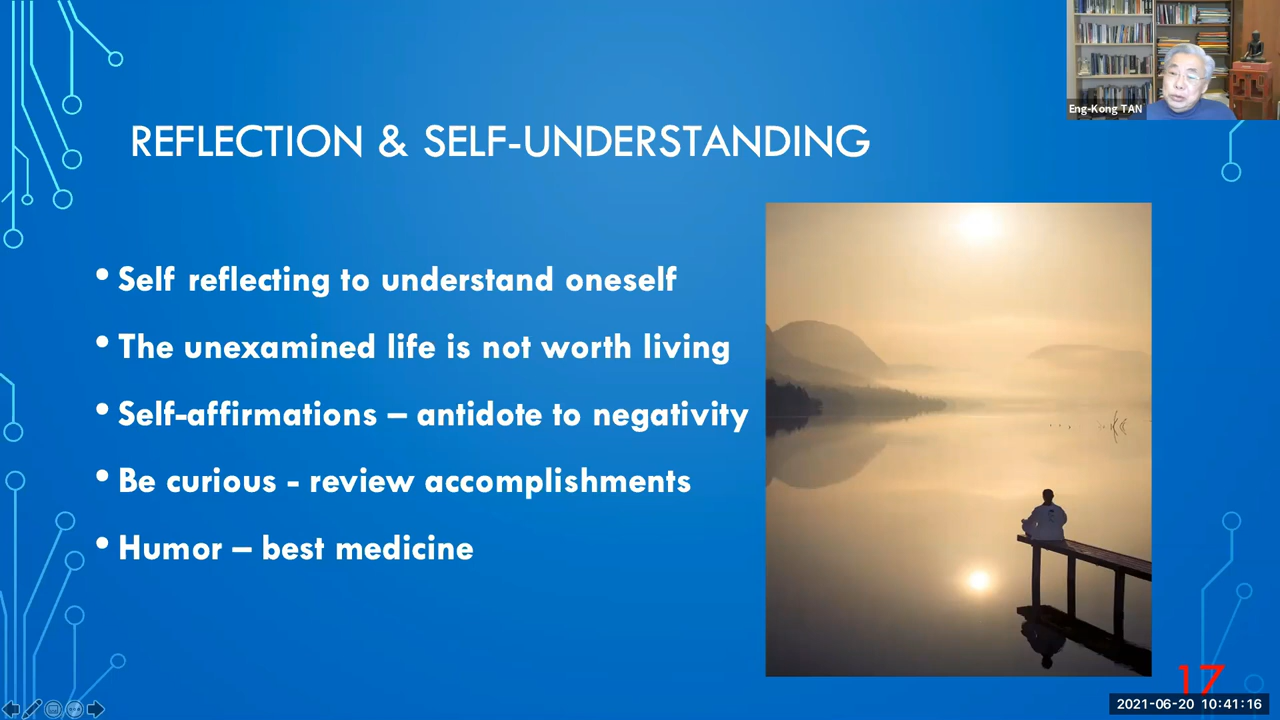 Eng-Kong TAN
REFLECTION & SELF-UNDERSTANDING
• Self reflecting to understand oneself
• The unexamined life is not worth living
• Self-affirmations – antidote to negativity
• Be curious - review accomplishments
• Humor – best medicine
17
2021-06-20 10:41:16